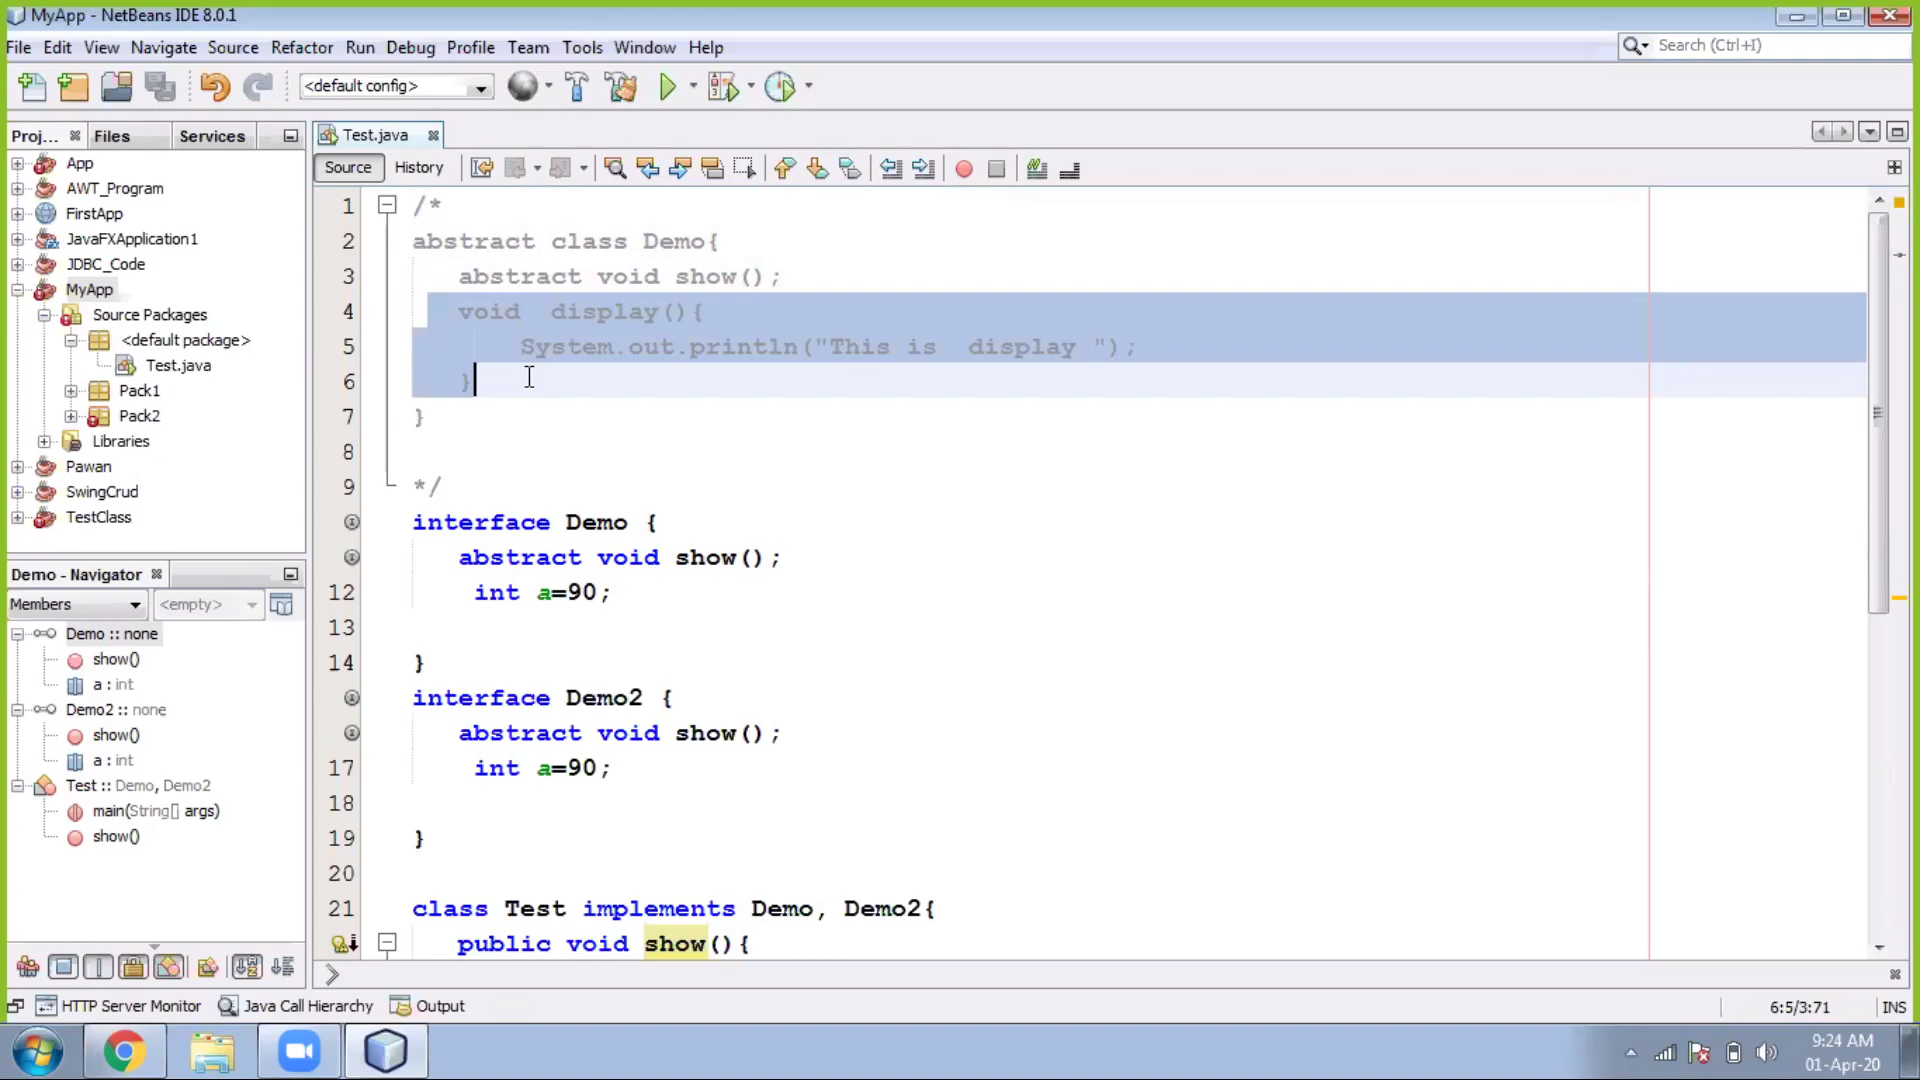 MyApp - NetBeans IDE 8.0.1
File Edit View Navigate Source Refactor Run Debug Profile Team Tools Window Help
Search (Ctrl+I)
<default config>
Proj... Files Services
Test.java
Source History
App
AWT_Program
FirstApp
JavaFXApplication1
JDBC_Code
MyApp
Source Packages
<default package>
Test.java
Pack1
Pack2
Libraries
Pawan
SwingCrud
TestClass
Demo - Navigator
Members <empty>
Demo :: none
show()
a : int
Demo2 :: none
show()
a : int
Test :: Demo, Demo2
main(String[] args)
show()
1 /*
2 abstract class Demo{
3 abstract void show();
4 void  display(){
5 System.out.println("This is  display ");
6 }
7 }
8
9 */
interface Demo {
abstract void show();
12 int a=90;
13
14 }
interface Demo2 {
abstract void show();
17 int a=90;
18
19 }
20
21 class Test implements Demo, Demo2{
public void show(){
HTTP Server Monitor Java Call Hierarchy Output
6:5/3:71 INS
9:24 AM
01-Apr-20